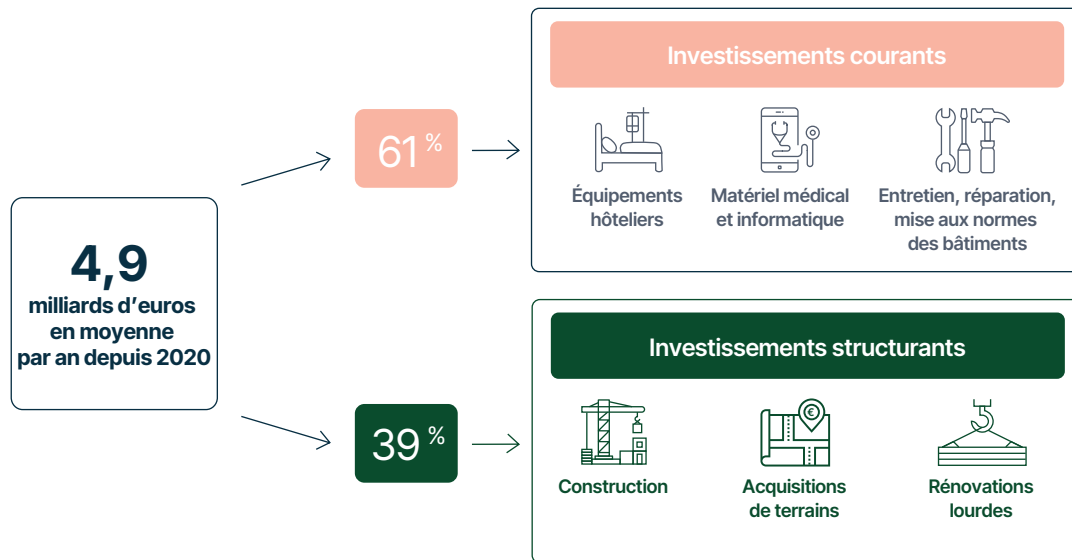 Investissements courants
61 %
Équipements
hôteliers
Matériel médical
et informatique
Entretien, réparation,
mise aux normes
des bâtiments
4,9
milliards d’euros
en moyenne
par an depuis 2020
Investissements structurants
39 %
€
Construction
Acquisitions
de terrains
Rénovations
lourdes